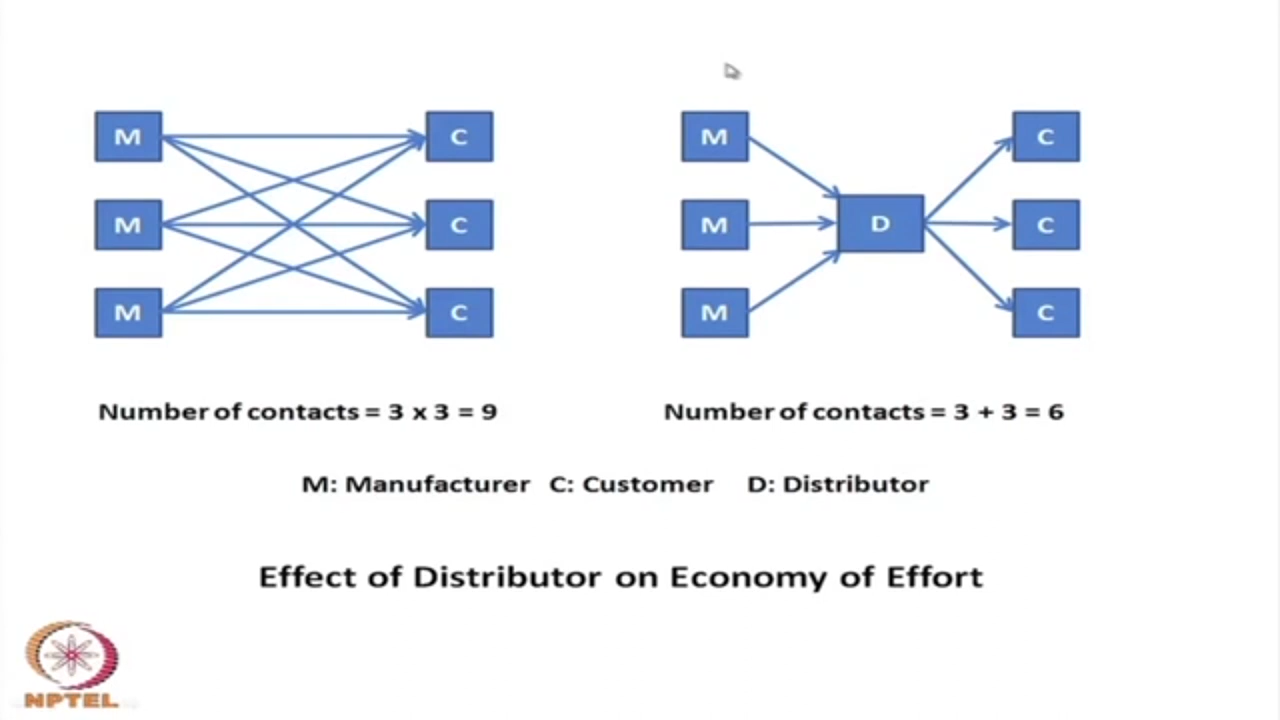 M C M C
M C M D C
M C M C
Number of contacts = 3 x 3 = 9
Number of contacts = 3 + 3 = 6
M: Manufacturer C: Customer D: Distributor
Effect of Distributor on Economy of Effort
NPTEL